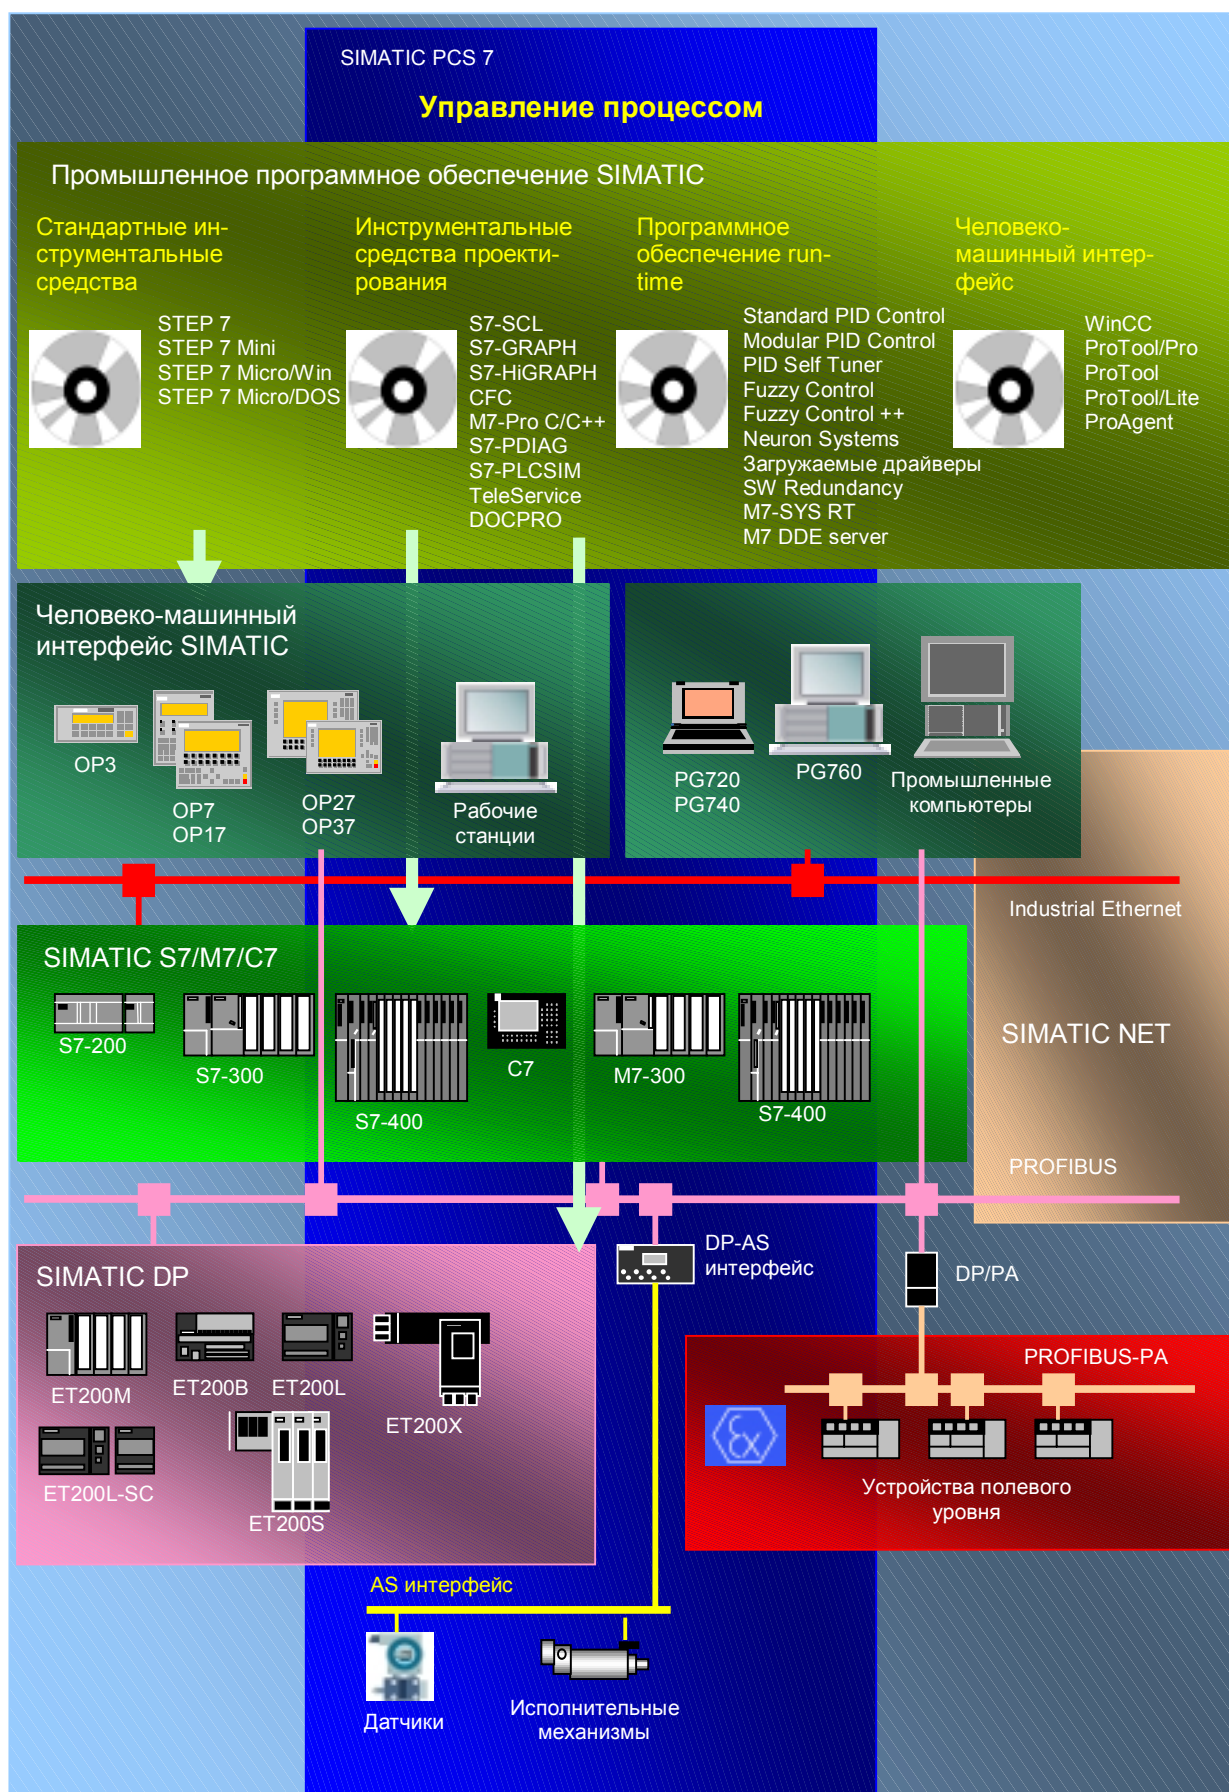 SIMATIC PCS 7
Управление процессом
Промышленное программное обеспечение SIMATIC
Стандартные ин-
струментальные
средства
STEP 7
STEP 7 Mini
STEP 7 Micro/Win
STEP 7 Micro/DOS
Инструментальные
средства проекти-
рования
S7-SCL
S7-GRAPH
S7-HiGRAPH
CFC
M7-Pro C/C++
S7-PDIAG
S7-PLCSIM
TeleService
DOCPRO
Программное
обеспечение run-
time
Standard PID Control
Modular PID Control
PID Self Tuner
Fuzzy Control
Fuzzy Control ++
Neuron Systems
Загружаемые драйверы
SW Redundancy
M7-SYS RT
M7 DDE server
Человеко-
машинный интер-
фейс
WinCC
ProTool/Pro
ProTool
ProTool/Lite
ProAgent
Человеко-машинный
интерфейс SIMATIC
OP3
OP7
OP17
OP27
OP37
Рабочие
станции
PG720
PG740
PG760
Промышленные
компьютеры
Industrial Ethernet
SIMATIC S7/M7/C7
S7-200
S7-300
S7-400
C7
M7-300
S7-400
SIMATIC NET
PROFIBUS
SIMATIC DP
ET200M
ET200B
ET200L
ET200X
ET200L-SC
ET200S
DP-AS
интерфейс
DP/PA
PROFIBUS-PA
Ex
Устройства полевого
уровня
AS интерфейс
Датчики
Исполнительные
механизмы